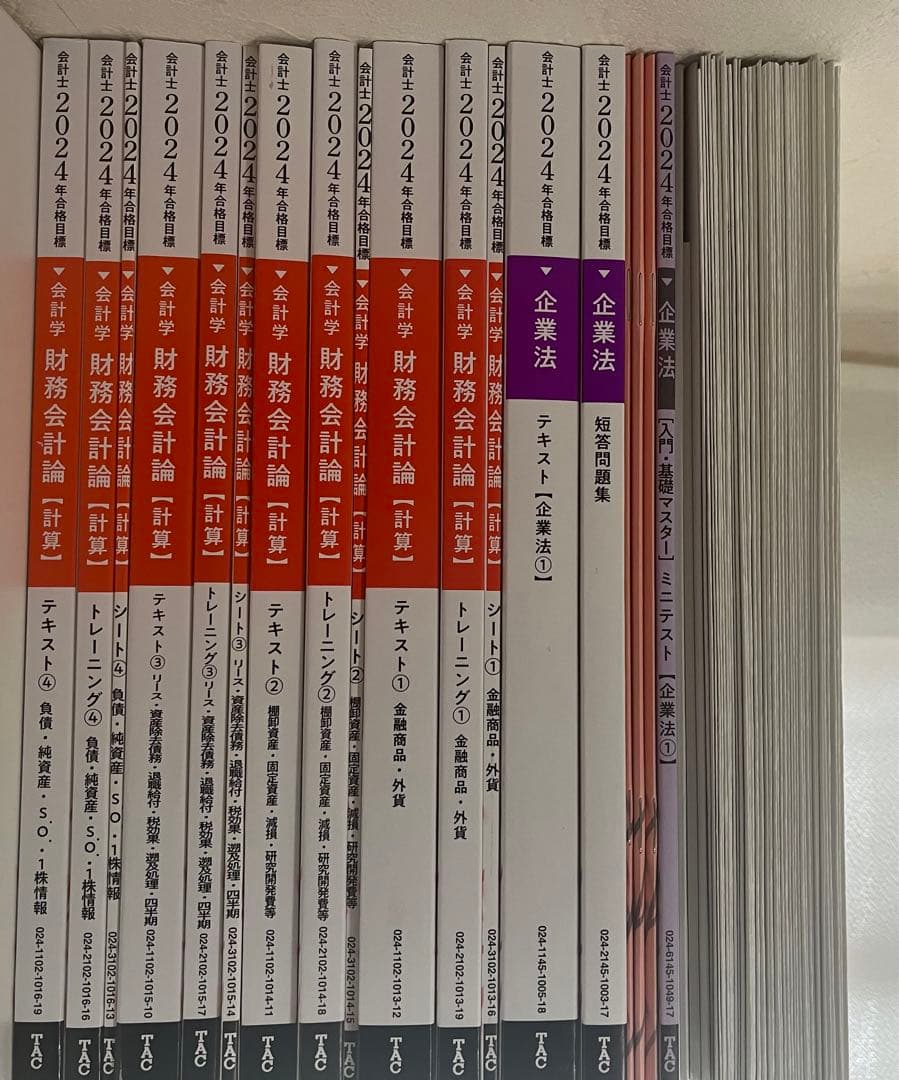 会計士 2024年合格目標 ▼会計学 財務会計論【計算】 テキスト④ 負債・純資産・S.O.・1株情報 024-1102-1016-19 TAC
会計士 2024年合格目標 ▼会計学 財務会計論【計算】 トレーニング④ 負債・純資産・S.O.・1株情報 024-2102-1016-16 TAC
会計士 2024年合格目標 ▼会計学 財務会計論【計算】 シート④ 負債・純資産・SO・1株情報 024-3102-1016-13 TAC
会計士 2024年合格目標 ▼会計学 財務会計論【計算】 テキスト③ リース・資産除去債務・退職給付・税効果・遡及処理・四半期 024-1102-1015-10 TAC
会計士 2024年合格目標 ▼会計学 財務会計論【計算】 トレーニング③ リース・資産除去債務・退職給付・税効果・遡及処理・四半期 024-2102-1015-17 TAC
会計士 2024年合格目標 ▼会計学 財務会計論【計算】 シート③ リース・資産除去債務・退職給付・税効果・遡及処理・四半期 024-3102-1015-14 TAC
会計士 2024年合格目標 ▼会計学 財務会計論【計算】 テキスト② 棚卸資産・固定資産・減損・研究開発費等 024-1102-1014-11 TAC
会計士 2024年合格目標 ▼会計学 財務会計論【計算】 トレーニング② 棚卸資産・固定資産・減損・研究開発費等 024-2102-1014-18 TAC
会計士 2024年合格目標 ▼会計学 財務会計論【計算】 シート② 棚卸資産・固定資産・減損・研究開発費等 024-3102-1014-15 TAC
会計士 2024年合格目標 ▼会計学 財務会計論【計算】 テキスト① 金融商品・外貨 024-1102-1013-12 TAC
会計士 2024年合格目標 ▼会計学 財務会計論【計算】 トレーニング① 金融商品・外貨 024-2102-1013-19 TAC
会計士 2024年合格目標 ▼会計学 財務会計論【計算】 シート① 金融商品・外貨 024-3102-1013-16 TAC
会計士 2024年合格目標 ▼企業法 テキスト【企業法①】 024-1145-1005-18 TAC
会計士 2024年合格目標 ▼企業法 短答問題集 024-2145-1003-17 TAC
会計士 2024年合格目標 ▼企業法 [入門・基礎マスター] ミニテスト【企業法①】 024-6145-1049-17 TAC